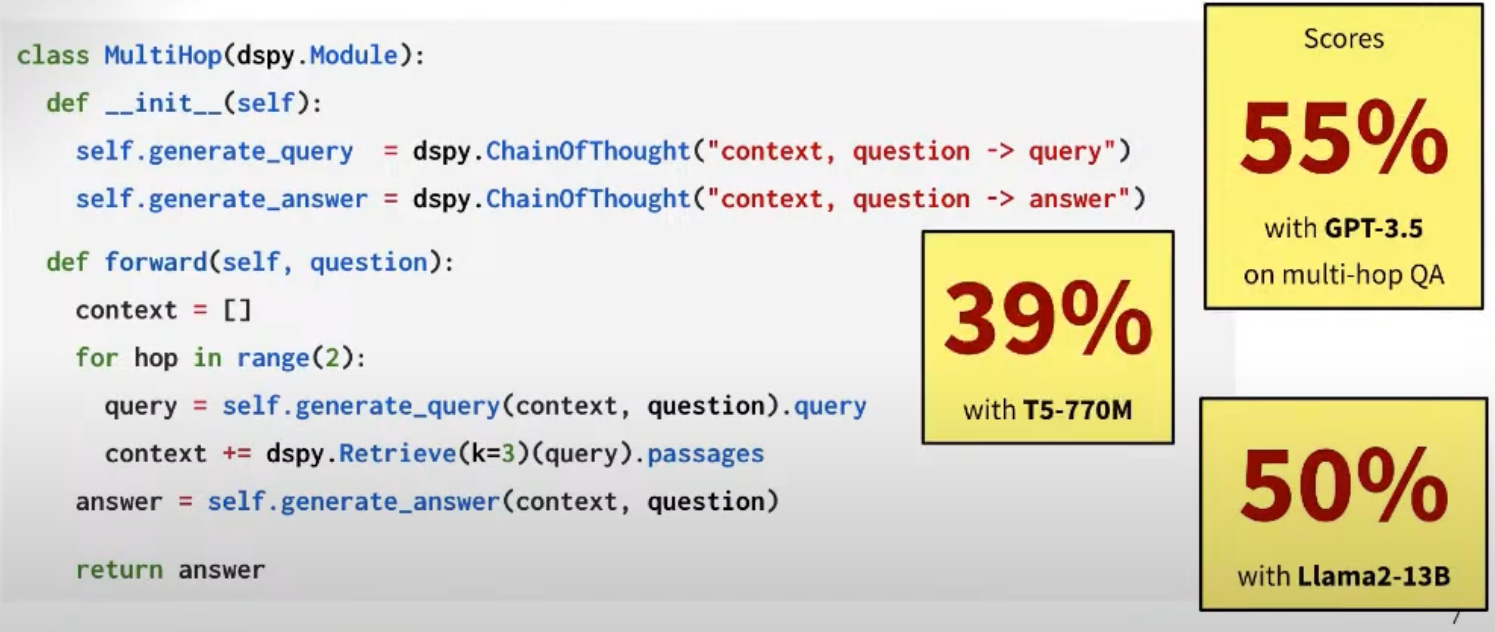 class MultiHop(dspy.Module):
  def __init__(self):
    self.generate_query  = dspy.ChainOfThought("context, question -> query")
    self.generate_answer = dspy.ChainOfThought("context, question -> answer")
  def forward(self, question):
    context = []
    for hop in range(2):
      query = self.generate_query(context, question).query
      context += dspy.Retrieve(k=3)(query).passages
    answer = self.generate_answer(context, question)
    return answer
Scores
55%
with GPT-3.5
on multi-hop QA
39%
with T5-770M
50%
with Llama2-13B